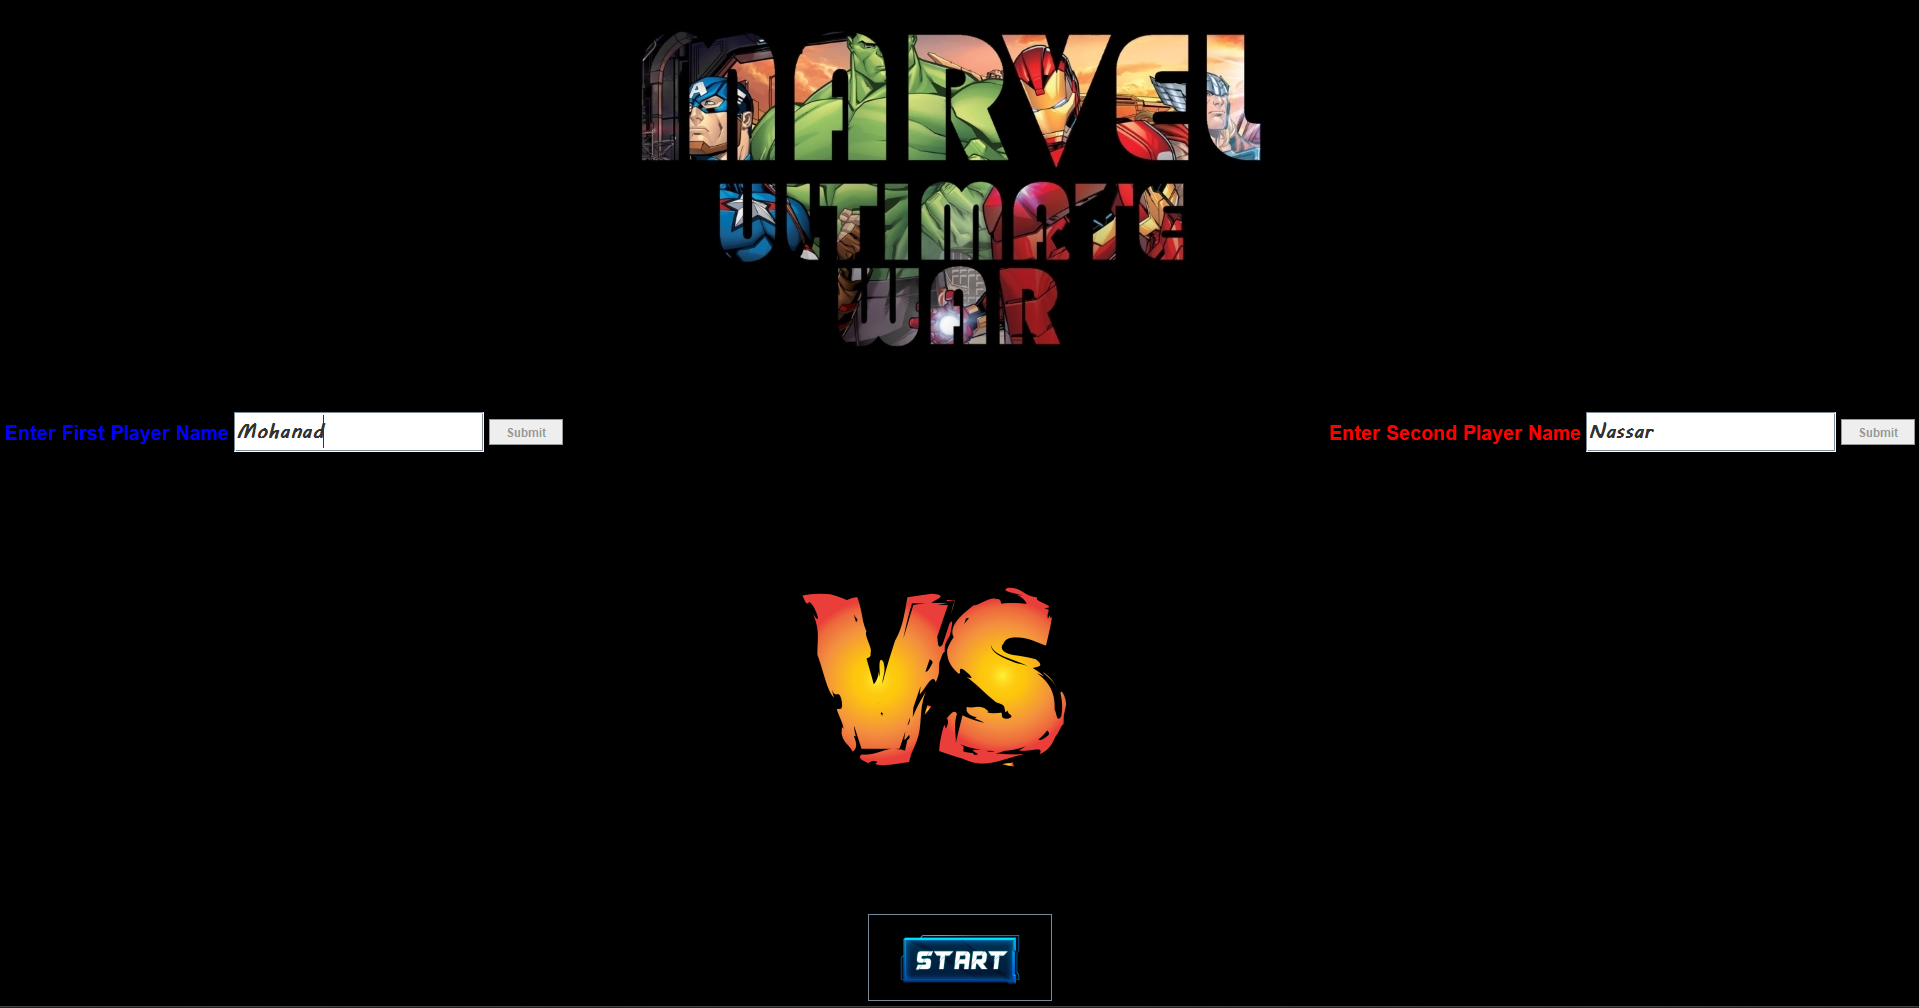 MARVEL
ULTIMATE
WAR
Enter First Player Name Mohanad Submit
Enter Second Player Name Nassar Submit
VS
START